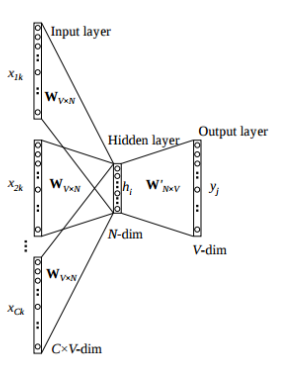 Input layer
x1k
WV×N
Hidden layer
Output layer
x2k
WV×N
hi
W'N×V
yj
N-dim
V-dim
WV×N
xCk
C×V-dim